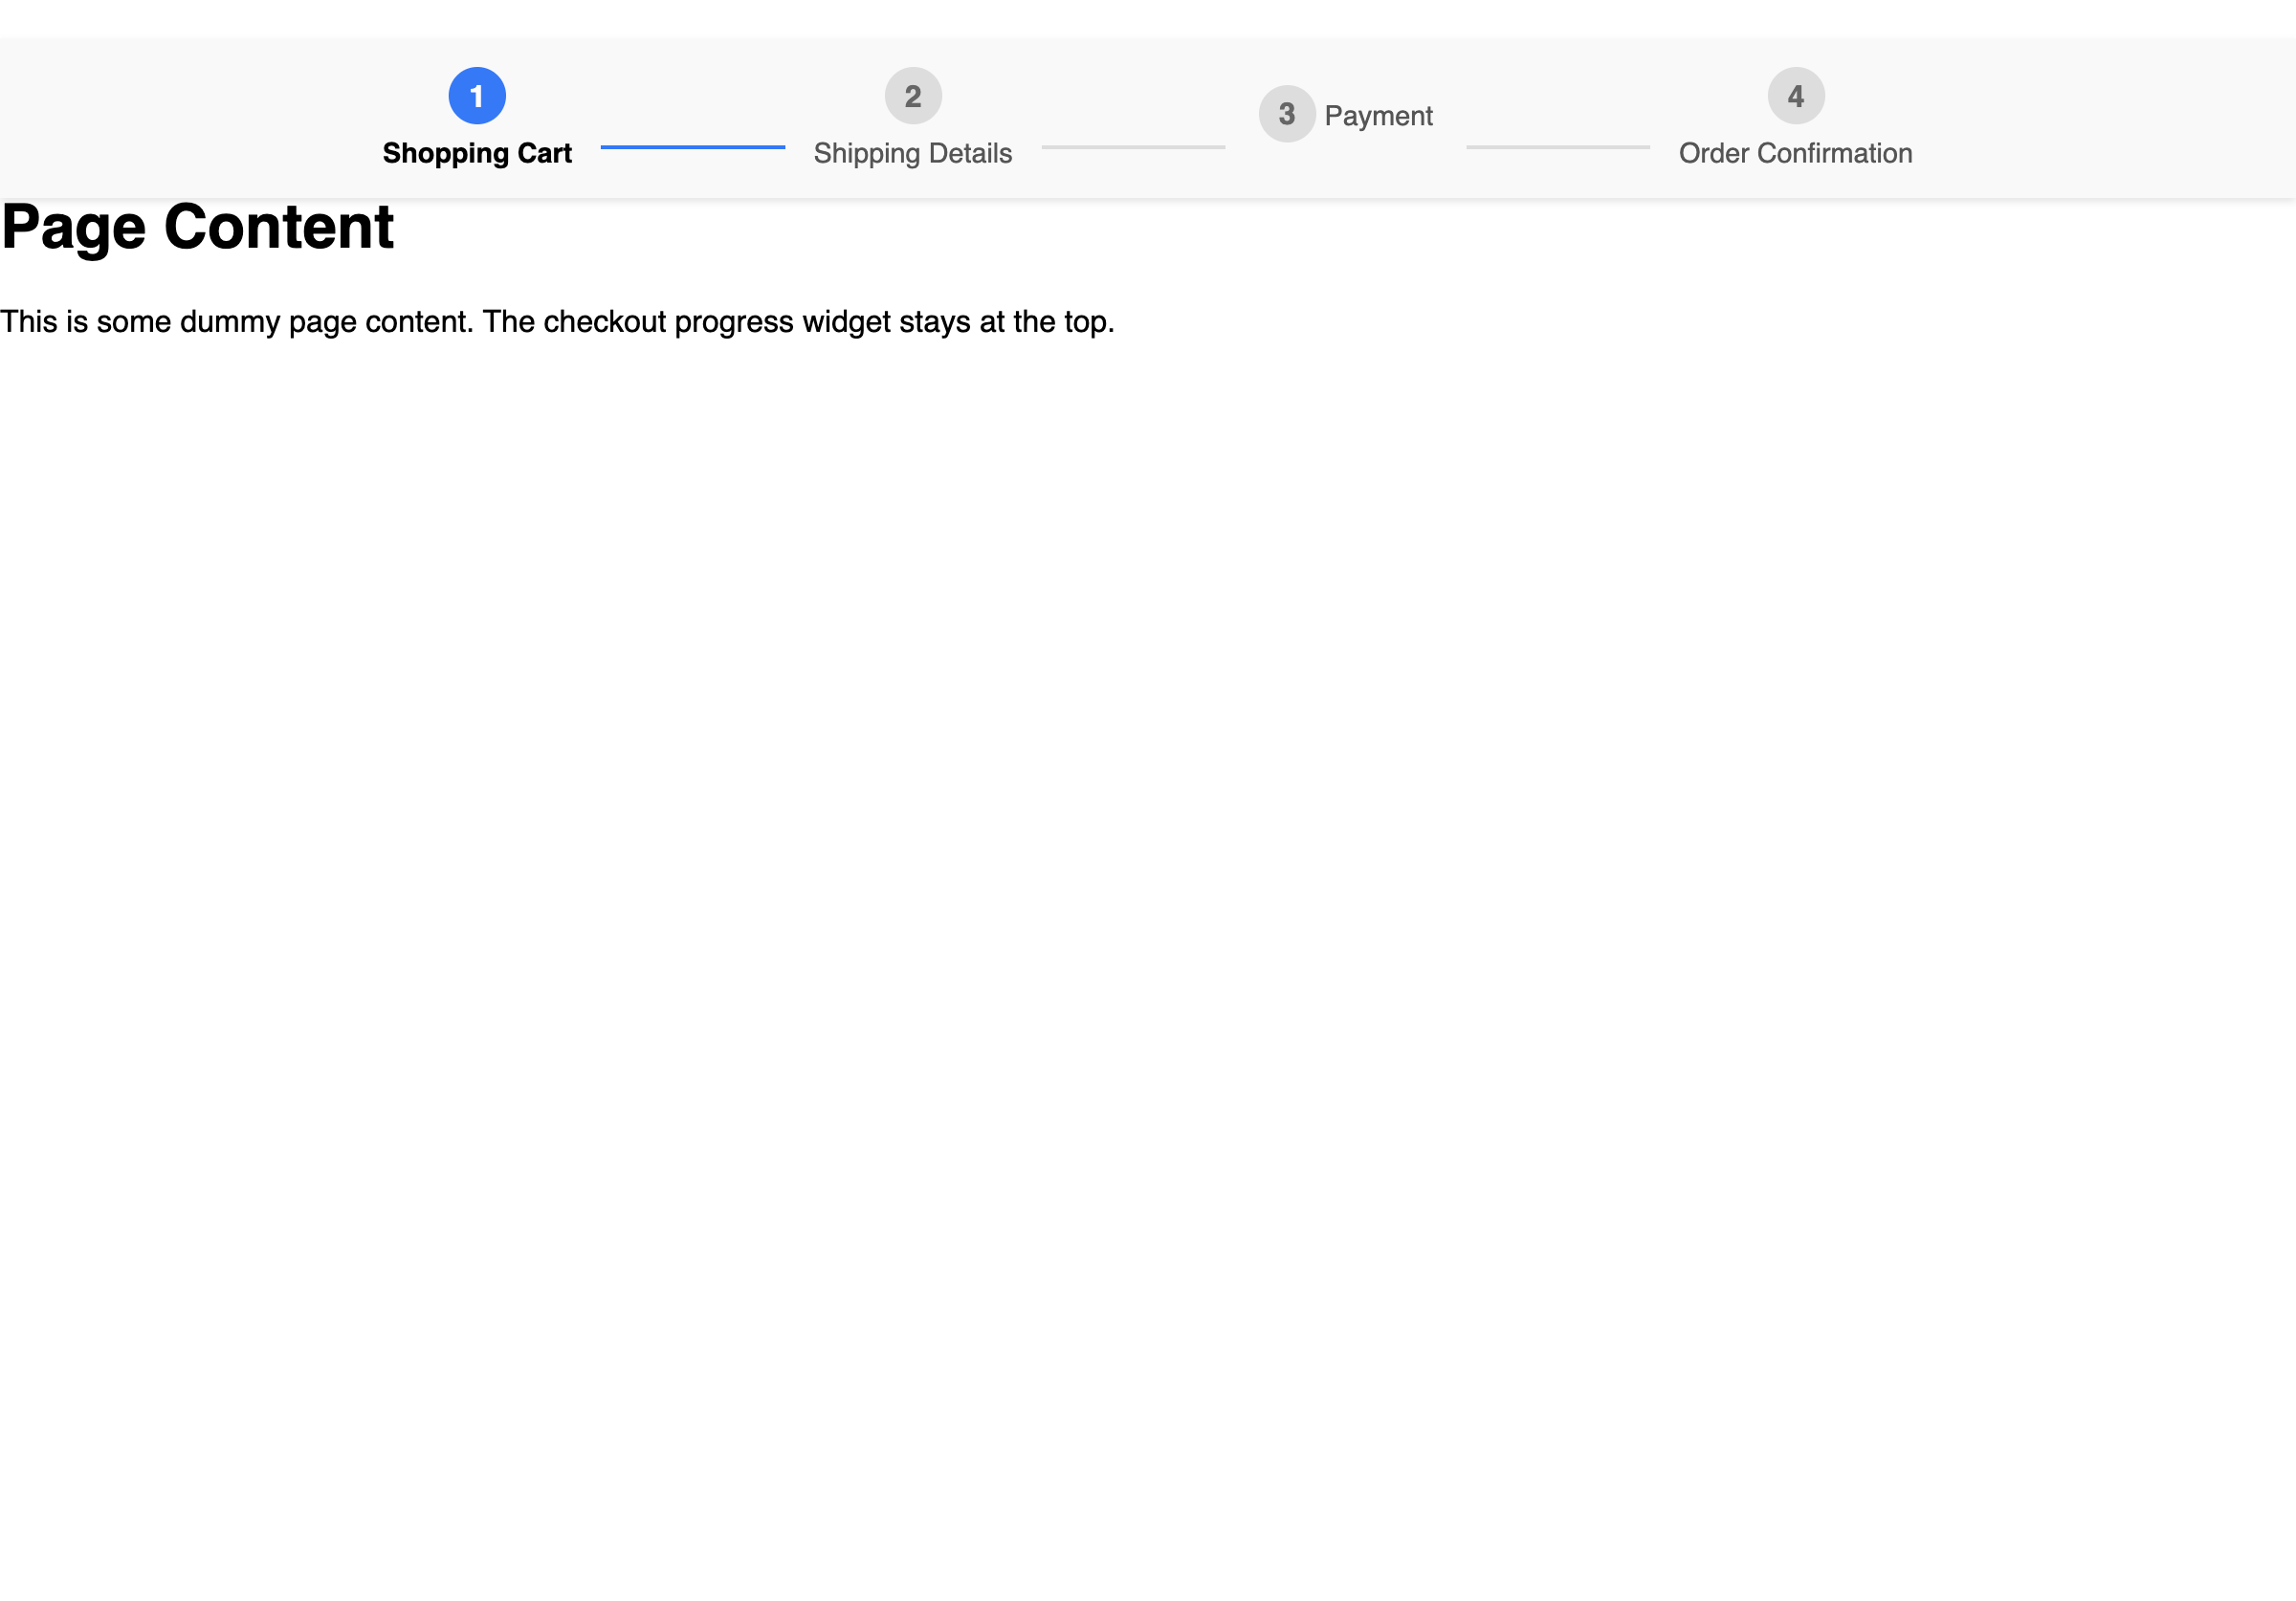 1
Shopping Cart
2
Shipping Details
3 Payment
4
Order Confirmation
Page Content
This is some dummy page content. The checkout progress widget stays at the top.